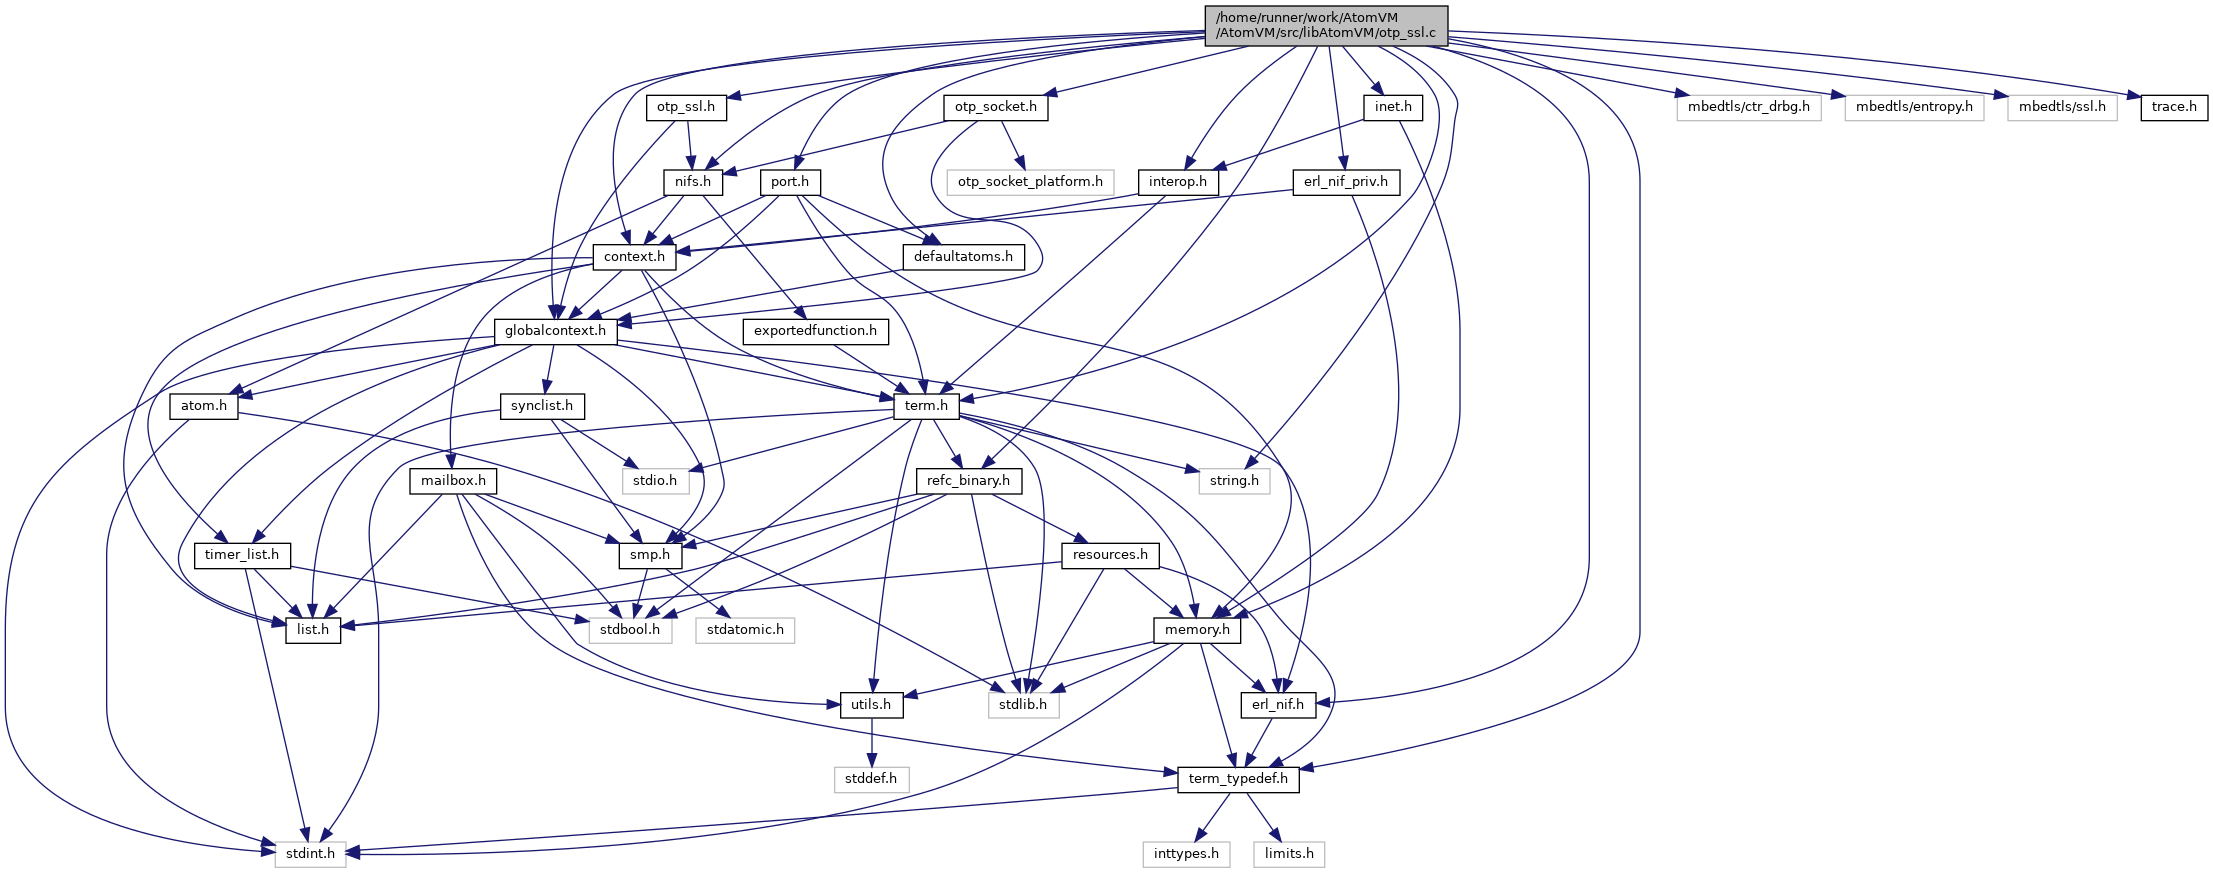 /home/runner/work/AtomVM
/AtomVM/src/libAtomVM/otp_ssl.c
otp_ssl.h
otp_socket.h
inet.h
mbedtls/ctr_drbg.h
mbedtls/entropy.h
mbedtls/ssl.h
trace.h
nifs.h
port.h
otp_socket_platform.h
interop.h
erl_nif_priv.h
context.h
defaultatoms.h
globalcontext.h
exportedfunction.h
atom.h
synclist.h
term.h
mailbox.h
stdio.h
refc_binary.h
string.h
timer_list.h
smp.h
resources.h
list.h
stdbool.h
stdatomic.h
memory.h
utils.h
stdlib.h
erl_nif.h
stddef.h
term_typedef.h
stdint.h
inttypes.h
limits.h